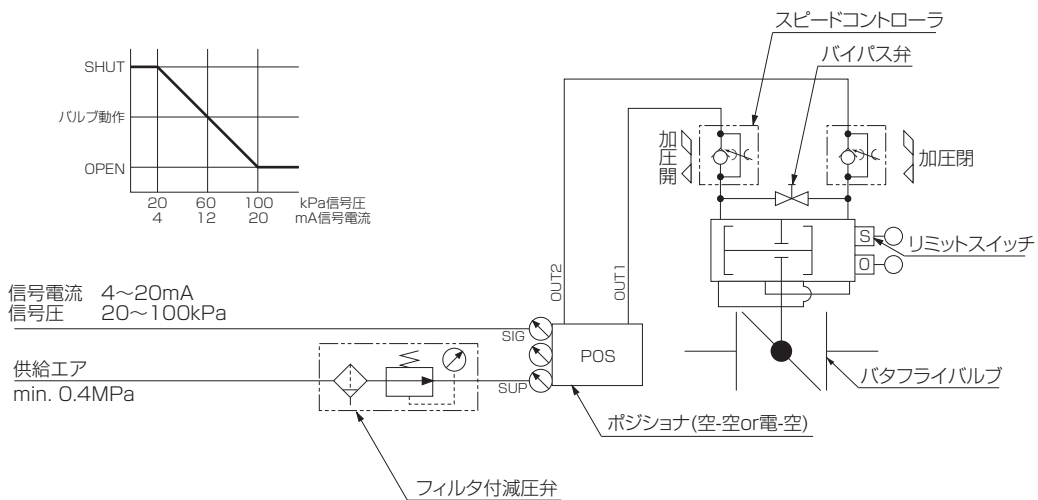 スピードコントローラ
バイパス弁
SHUT
バルブ動作
OPEN
20 60 100 kPa信号圧
4 12 20 mA信号電流
加圧開
加圧閉
S
O
リミットスイッチ
OUT2
OUT1
信号電流 4～20mA
信号圧 20～100kPa
SIG
POS
供給エア
min. 0.4MPa
SUP
バタフライバルブ
ポジショナ(空-空or電-空)
フィルタ付減圧弁